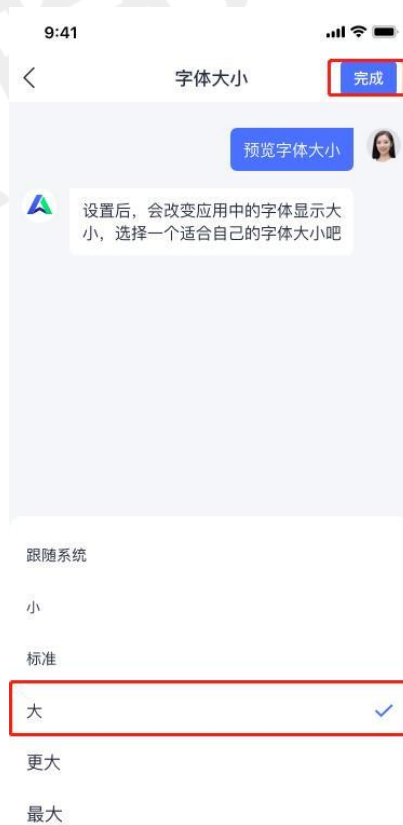 9:41
字体大小
完成
预览字体大小
设置后，会改变应用中的字体显示大
小，选择一个适合自己的字体大小吧
跟随系统
小
标准
大
更大
最大